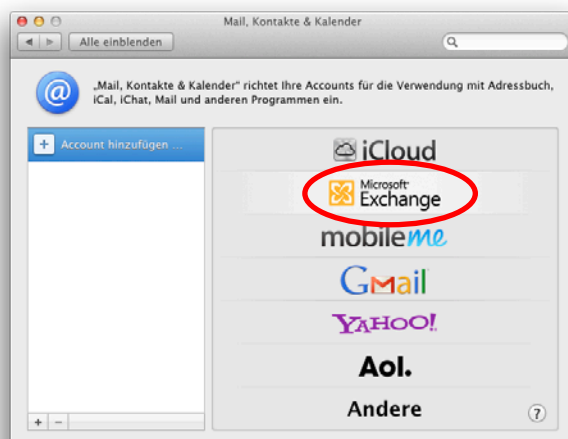 Mail, Kontakte & Kalender
Alle einblenden
„Mail, Kontakte & Kalender“ richtet Ihre Accounts für die Verwendung mit Adressbuch,
iCal, iChat, Mail und anderen Programmen ein.
Account hinzufügen ...
iCloud
Microsoft
Exchange
mobileme
Gmail
YAHOO!
Aol.
Andere
?